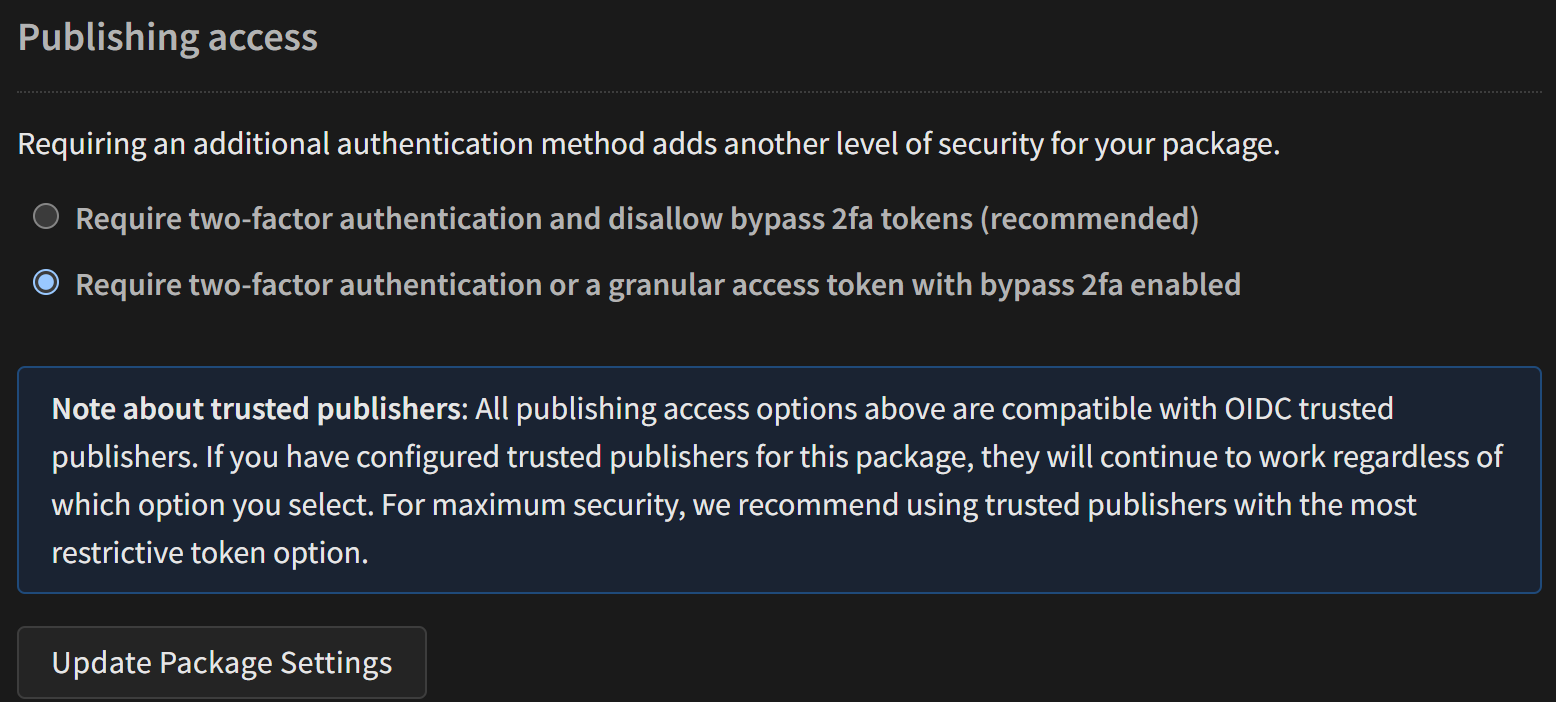 Publishing access
Requiring an additional authentication method adds another level of security for your package.
Require two-factor authentication and disallow bypass 2fa tokens (recommended)
Require two-factor authentication or a granular access token with bypass 2fa enabled
Note about trusted publishers: All publishing access options above are compatible with OIDC trusted
publishers. If you have configured trusted publishers for this package, they will continue to work regardless of
which option you select. For maximum security, we recommend using trusted publishers with the most
restrictive token option.
Update Package Settings